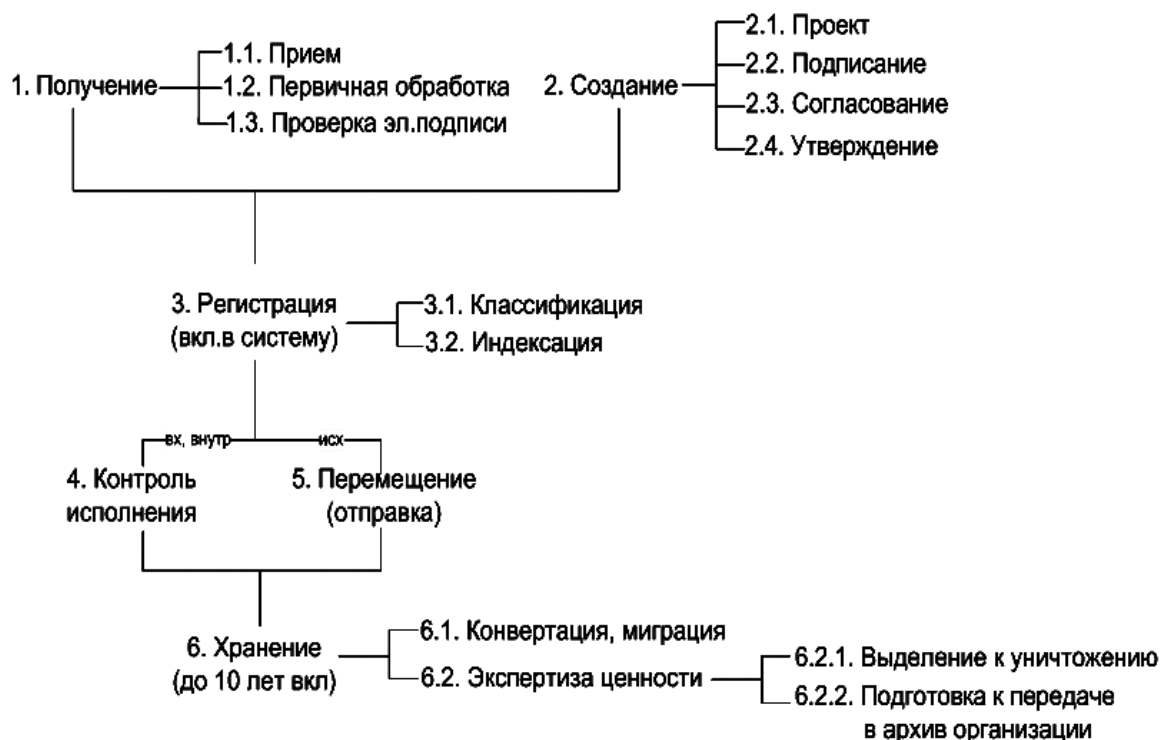 1. Получение
1.1. Прием
1.2. Первичная обработка
1.3. Проверка эл.подписи
2. Создание
2.1. Проект
2.2. Подписание
2.3. Согласование
2.4. Утверждение
3. Регистрация
(вкл.в систему)
3.1. Классификация
3.2. Индексация
вх, внутр
исх
4. Контроль
исполнения
5. Перемещение
(отправка)
6. Хранение
(до 10 лет вкл)
6.1. Конвертация, миграция
6.2. Экспертиза ценности
6.2.1. Выделение к уничтожению
6.2.2. Подготовка к передаче
в архив организации